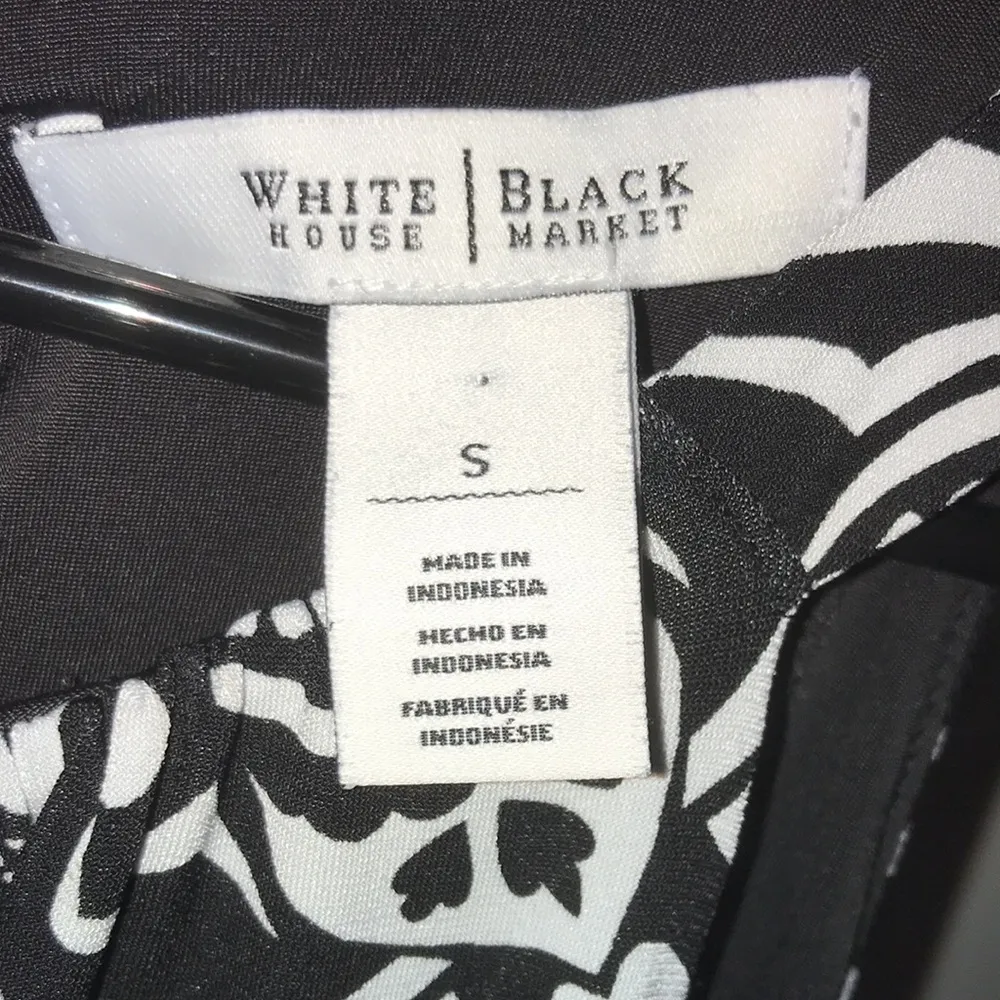 WHITE | BLACK
HOUSE | MARKET
S
MADE IN
INDONESIA
HECHO EN
INDONESIA
FABRIQUÉ EN
INDONÉSIE